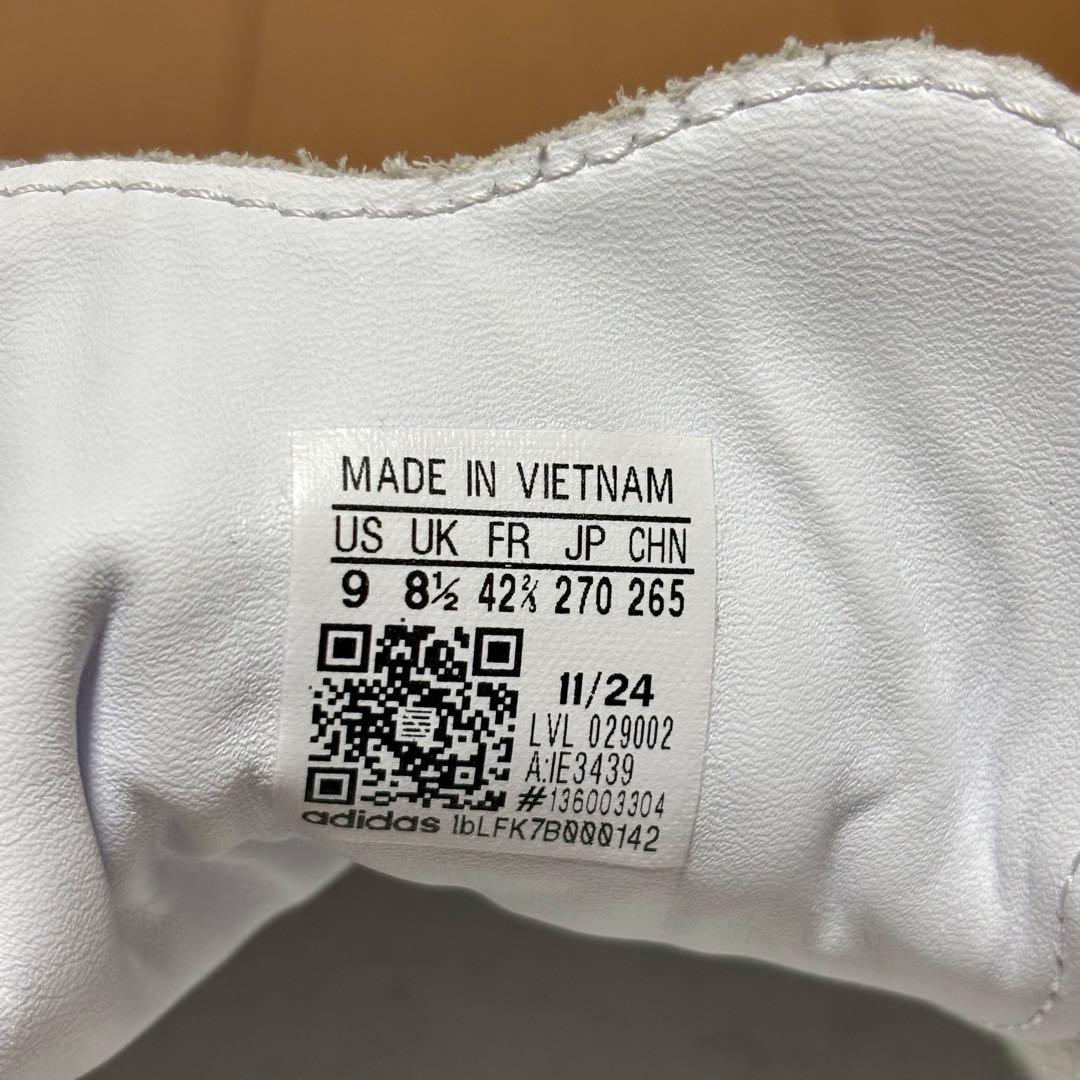 MADE IN VIETNAM
US UK FR JP CHN
9 8½ 42⅔ 270 265
11/24
LVL 029002
A:IE3439
#136003304
adidas 1bLFK7B000142